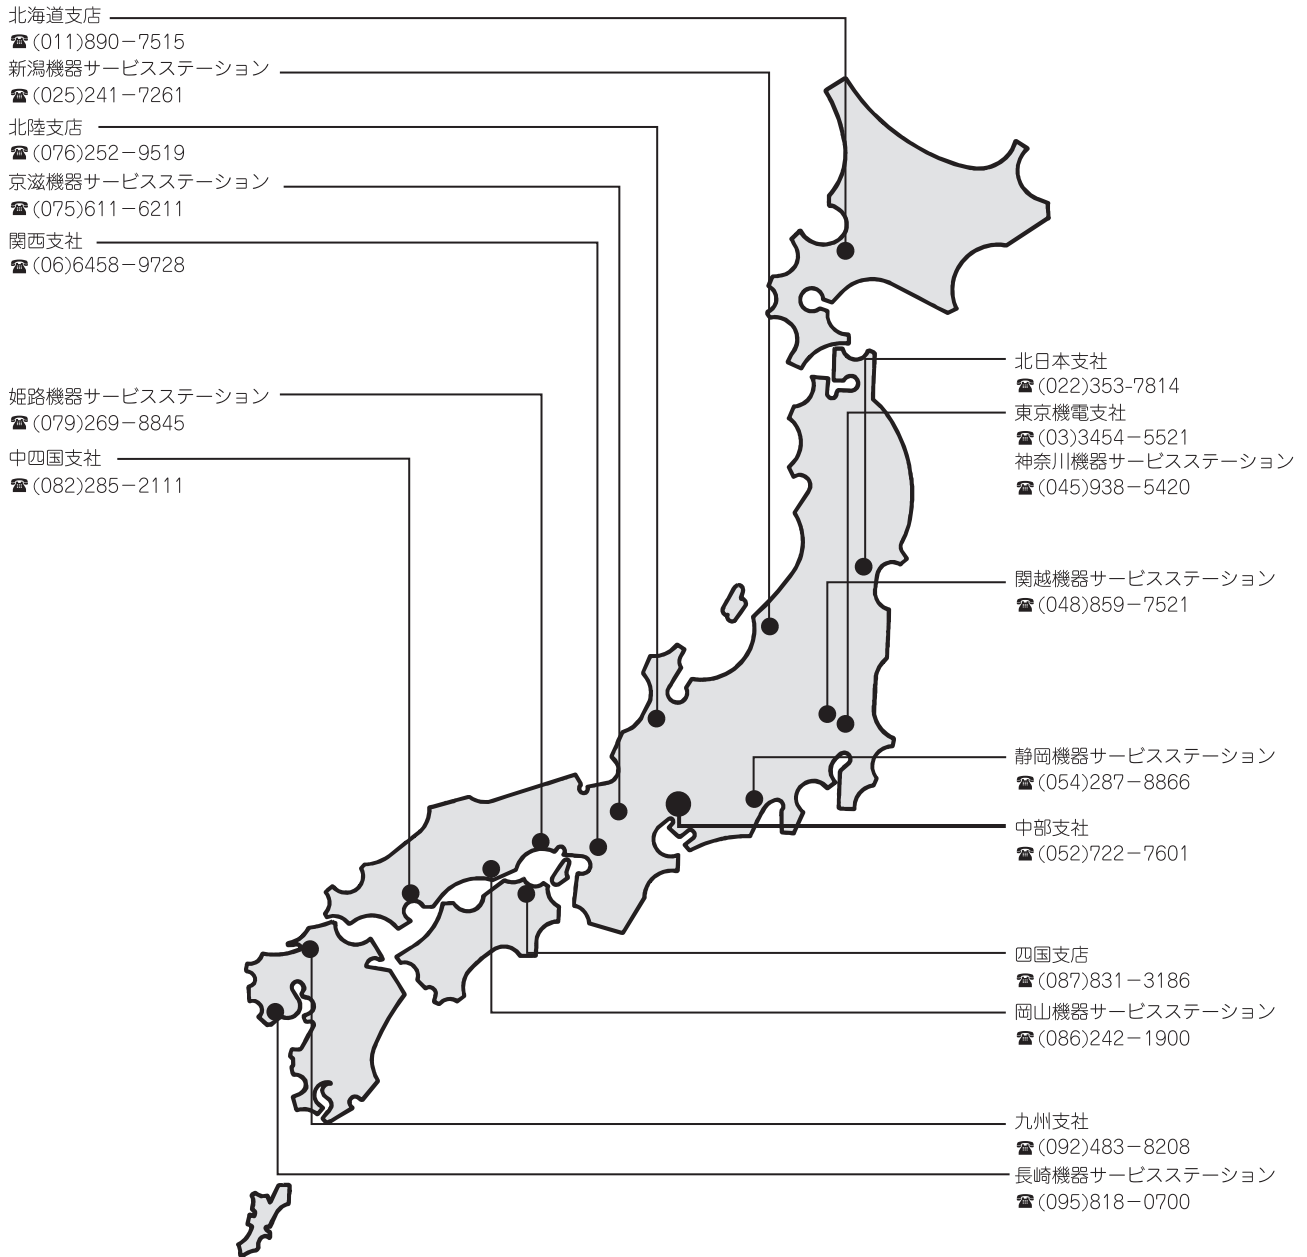 北海道支店
☎(011)890−7515
新潟機器サービスステーション
☎(025)241−7261
北陸支店
☎(076)252−9519
京滋機器サービスステーション
☎(075)611−6211
関西支社
☎(06)6458−9728
姫路機器サービスステーション
☎(079)269−8845
中四国支社
☎(082)285−2111
北日本支社
☎(022)353-7814
東京機電支社
☎(03)3454−5521
神奈川機器サービスステーション
☎(045)938−5420
関越機器サービスステーション
☎(048)859−7521
静岡機器サービスステーション
☎(054)287−8866
中部支社
☎(052)722−7601
四国支店
☎(087)831−3186
岡山機器サービスステーション
☎(086)242−1900
九州支社
☎(092)483−8208
長崎機器サービスステーション
☎(095)818−0700